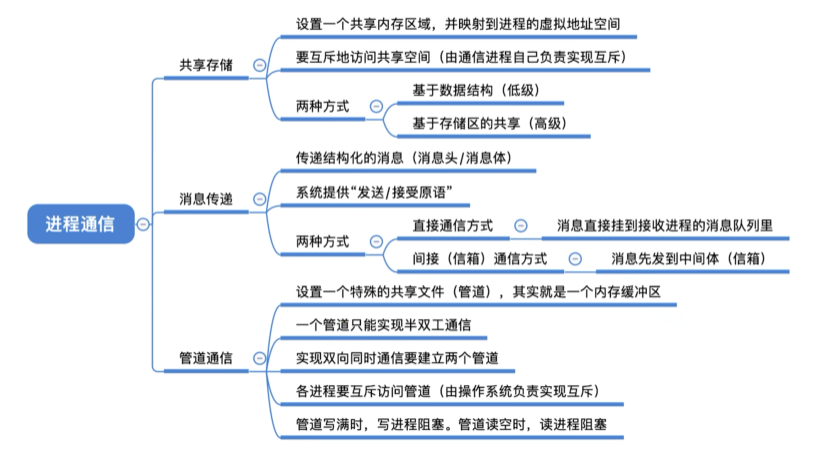 进程通信
共享存储
设置一个共享内存区域，并映射到进程的虚拟地址空间
要互斥地访问共享空间（由通信进程自己负责实现互斥）
两种方式
基于数据结构（低级）
基于存储区的共享（高级）
消息传递
传递结构化的消息（消息头/消息体）
系统提供“发送/接受原语”
两种方式
直接通信方式
消息直接挂到接收进程的消息队列里
间接（信箱）通信方式
消息先发到中间体（信箱）
管道通信
设置一个特殊的共享文件（管道），其实就是一个内存缓冲区
一个管道只能实现半双工通信
实现双向同时通信要建立两个管道
各进程要互斥访问管道（由操作系统负责实现互斥）
管道写满时，写进程阻塞。管道读空时，读进程阻塞